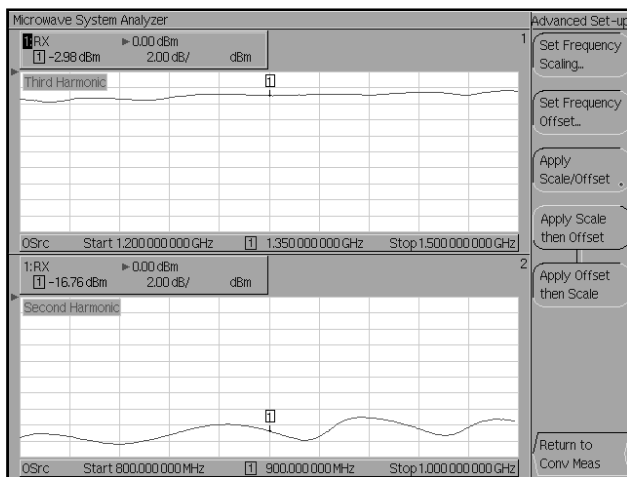 Microwave System Analyzer
1:RX ▶ 0.00 dBm 1
1 -2.98 dBm 2.00 dB/ dBm
Third Harmonic
1
0Src Start 1.200 000 000 GHz 1 1.350 000 000 GHz Stop 1.500 000 000 GHz
1:RX ▶ 0.00 dBm 2
1 -16.76 dBm 2.00 dB/ dBm
Second Harmonic
1
0Src Start 800.000 000 MHz 1 900.000 000 MHz Stop 1.000 000 000 GHz
Advanced Set-up
Set Frequency
Scaling...
Set Frequency
Offset...
Apply
Scale/Offset .
Apply Scale
then Offset
Apply Offset
then Scale
Return to
Conv Meas